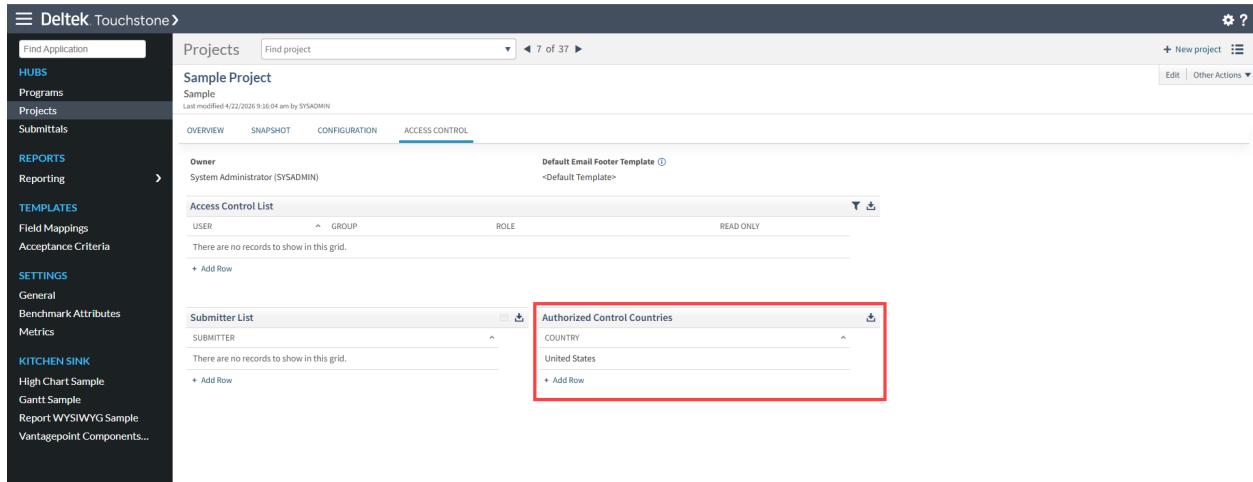 Deltek Touchstone
?
Find Application
HUBS
Programs
Projects
Submittals
REPORTS
Reporting
TEMPLATES
Field Mappings
Acceptance Criteria
SETTINGS
General
Benchmark Attributes
Metrics
KITCHEN SINK
High Chart Sample
Gantt Sample
Report WYSIWYG Sample
Vantagepoint Components...
Projects Find project 7 of 37 + New project
Sample Project Edit Other Actions
Sample
Last modified 4/22/2026 9:16:04 am by SYSADMIN
OVERVIEW SNAPSHOT CONFIGURATION ACCESS CONTROL
Owner Default Email Footer Template
System Administrator (SYSADMIN) <Default Template>
Access Control List
USER GROUP ROLE READ ONLY
There are no records to show in this grid.
+ Add Row
Submitter List
SUBMITTER
There are no records to show in this grid.
+ Add Row
Authorized Control Countries
COUNTRY
United States
+ Add Row